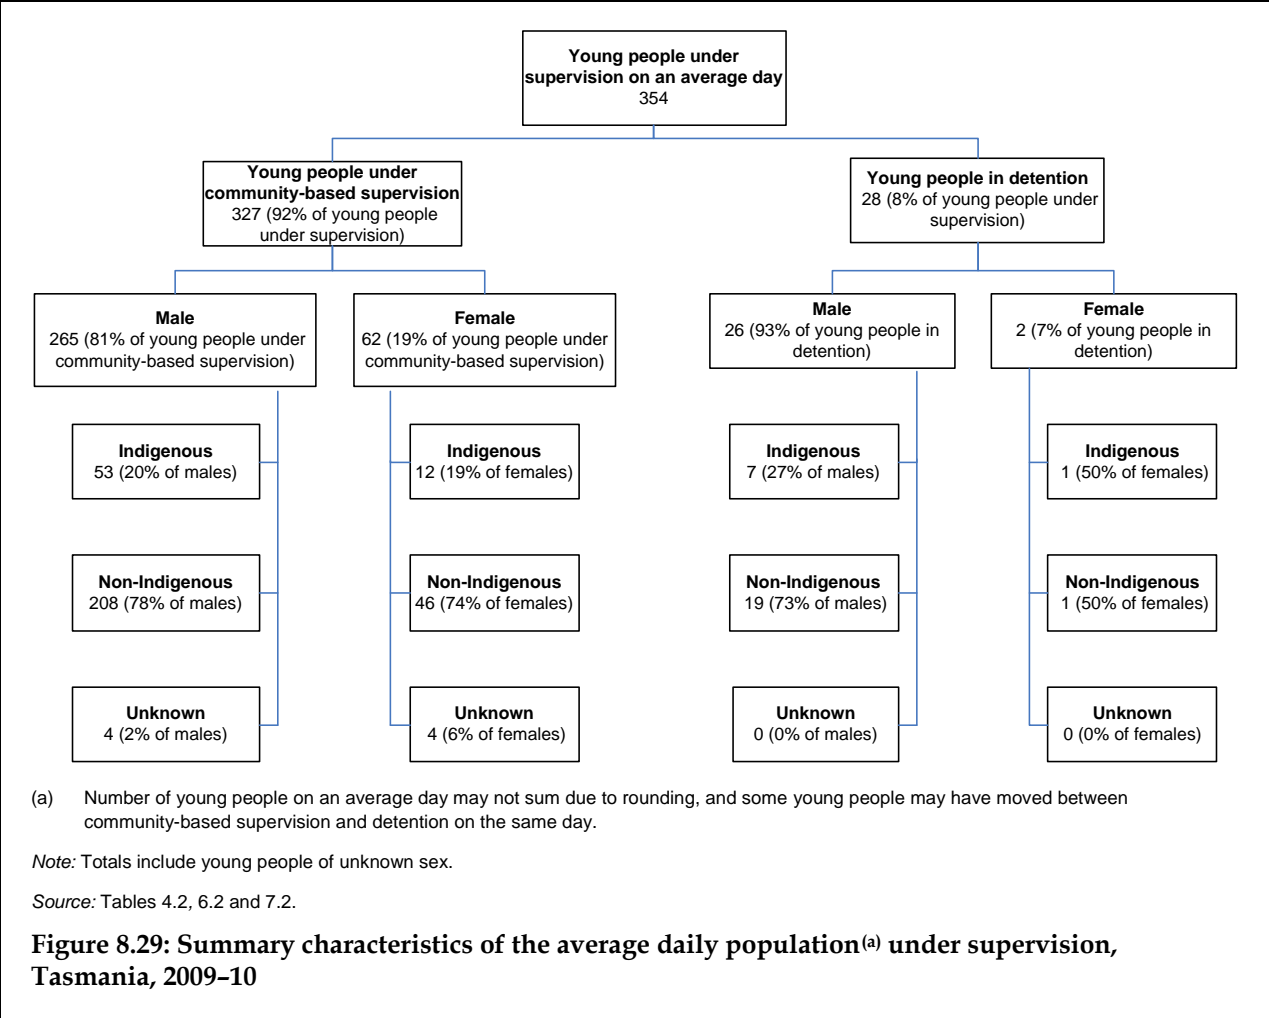 Young people under
supervision on an average day
354
Young people under
community-based supervision
327 (92% of young people
under supervision)
Young people in detention
28 (8% of young people under
supervision)
Male
265 (81% of young people under
community-based supervision)
Female
62 (19% of young people under
community-based supervision)
Male
26 (93% of young people in
detention)
Female
2 (7% of young people in
detention)
Indigenous
53 (20% of males)
Indigenous
12 (19% of females)
Indigenous
7 (27% of males)
Indigenous
1 (50% of females)
Non-Indigenous
208 (78% of males)
Non-Indigenous
46 (74% of females)
Non-Indigenous
19 (73% of males)
Non-Indigenous
1 (50% of females)
Unknown
4 (2% of males)
Unknown
4 (6% of females)
Unknown
0 (0% of males)
Unknown
0 (0% of females)
(a) Number of young people on an average day may not sum due to rounding, and some young people may have moved between
community-based supervision and detention on the same day.
Note: Totals include young people of unknown sex.
Source: Tables 4.2, 6.2 and 7.2.
Figure 8.29: Summary characteristics of the average daily population(a) under supervision,
Tasmania, 2009–10